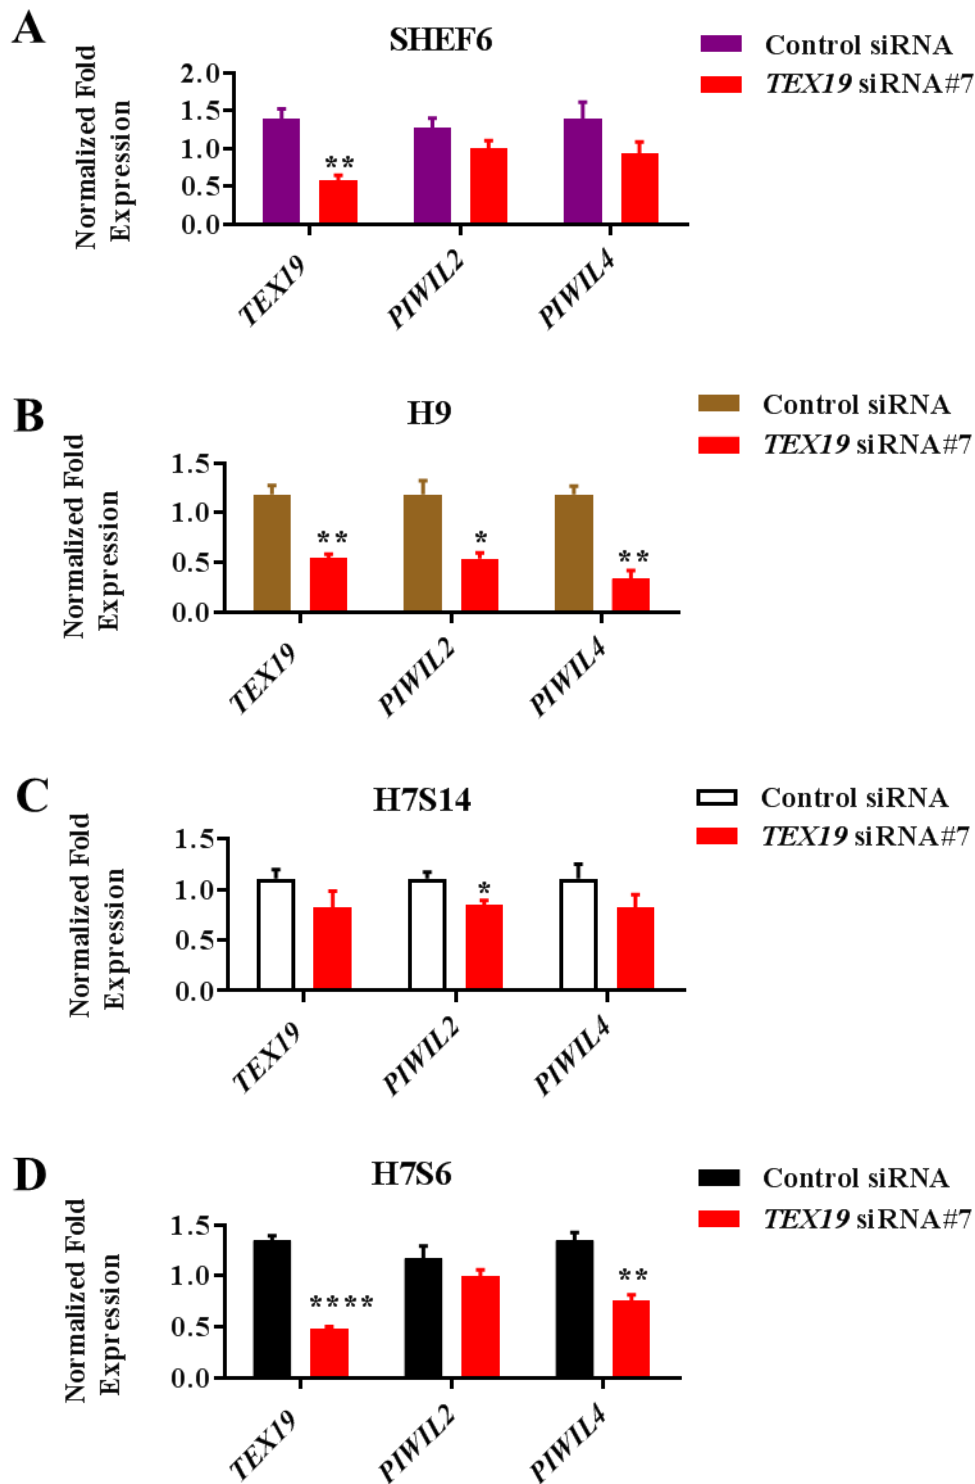 A
SHEF6
Control siRNA
TEX19 siRNA#7
Normalized Fold
Expression
2.0
1.5
1.0
0.5
0.0
**
TEX19
PIWIL2
PIWIL4
B
H9
Control siRNA
TEX19 siRNA#7
Normalized Fold
Expression
1.5
1.0
0.5
0.0
**
*
**
TEX19
PIWIL2
PIWIL4
C
H7S14
Control siRNA
TEX19 siRNA#7
Normalized Fold
Expression
1.5
1.0
0.5
0.0
*
TEX19
PIWIL2
PIWIL4
D
H7S6
Control siRNA
TEX19 siRNA#7
Normalized Fold
Expression
1.5
1.0
0.5
0.0
****
**
TEX19
PIWIL2
PIWIL4